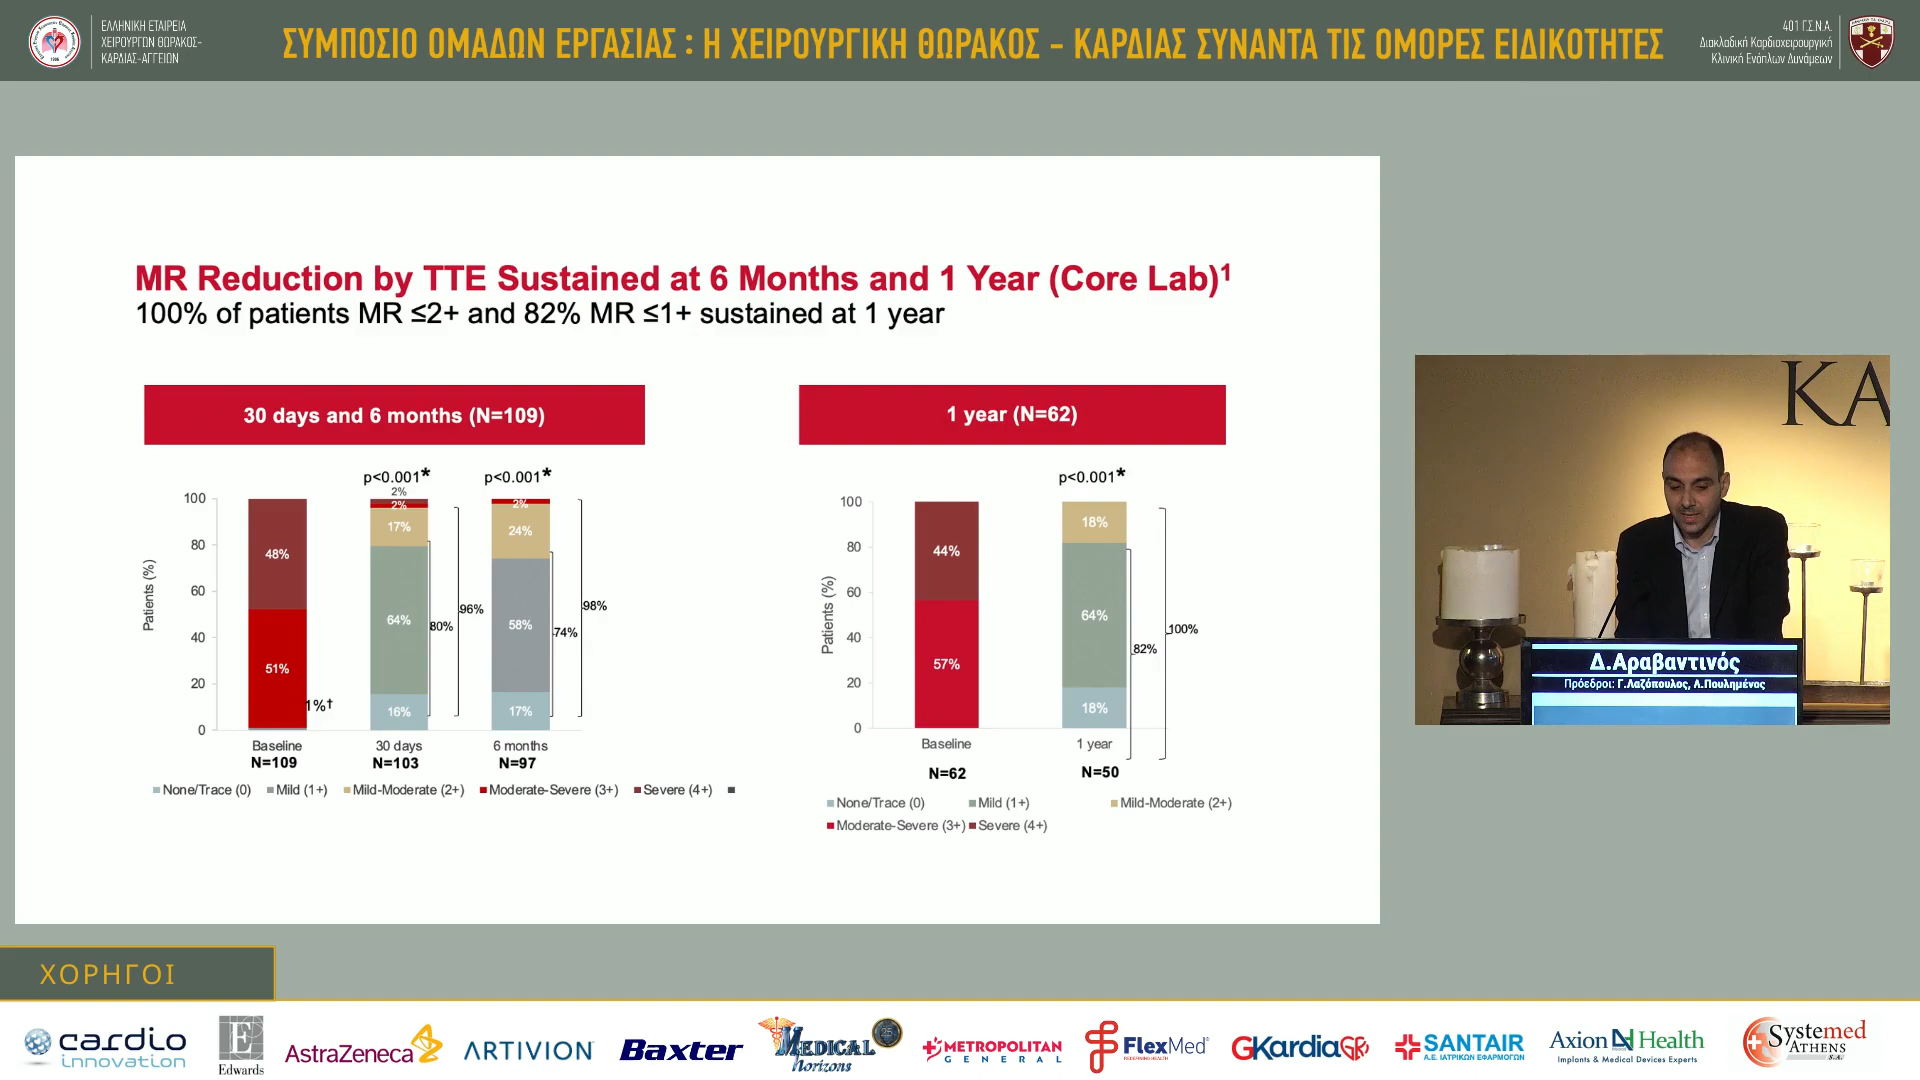 ΕΛΛΗΝΙΚΗ ΕΤΑΙΡΕΙΑ
ΧΕΙΡΟΥΡΓΩΝ ΘΩΡΑΚΟΣ-
ΚΑΡΔΙΑΣ-ΑΓΓΕΙΩΝ
ΣΥΜΠΟΣΙΟ ΟΜΑΔΩΝ ΕΡΓΑΣΙΑΣ : Η ΧΕΙΡΟΥΡΓΙΚΗ ΘΩΡΑΚΟΣ - ΚΑΡΔΙΑΣ ΣΥΝΑΝΤΑ ΤΙΣ ΟΜΟΡΕΣ ΕΙΔΙΚΟΤΗΤΕΣ
401 Γ.Σ.Ν.Α.
Διακλαδική Καρδιοχειρουργική
Κλινική Ενόπλων Δυνάμεων
MR Reduction by TTE Sustained at 6 Months and 1 Year (Core Lab)¹
100% of patients MR ≤2+ and 82% MR ≤1+ sustained at 1 year
30 days and 6 months (N=109)
p<0.001*
p<0.001*
Patients (%)
100
80
60
40
20
0
48%
51%
1%†
2%
2%
17%
64%
16%
80%
96%
2%
24%
58%
17%
74%
98%
Baseline
N=109
30 days
N=103
6 months
N=97
None/Trace (0) Mild (1+) Mild-Moderate (2+) Moderate-Severe (3+) Severe (4+)
1 year (N=62)
p<0.001*
Patients (%)
100
80
60
40
20
0
44%
57%
18%
64%
18%
82%
100%
Baseline
N=62
1 year
N=50
None/Trace (0) Mild (1+) Mild-Moderate (2+)
Moderate-Severe (3+) Severe (4+)
ΚΑ
Δ.Αραβαντινός
Πρόεδροι: Γ.Λαζόπουλος, Λ.Πουλημένος
ΧΟΡΗΓΟΙ
cardio
innovation
E
Edwards
AstraZeneca
ARTIVION
Baxter
MEDICAL
Horizons
METROPOLITAN
GENERAL
FlexMed
GKardiaGR
SANTAIR
Α.Ε. ΙΑΤΡΙΚΩΝ ΕΦΑΡΜΟΓΩΝ
Axion Health
Implants & Medical Devices Experts
Systemed
ATHENS S.A.